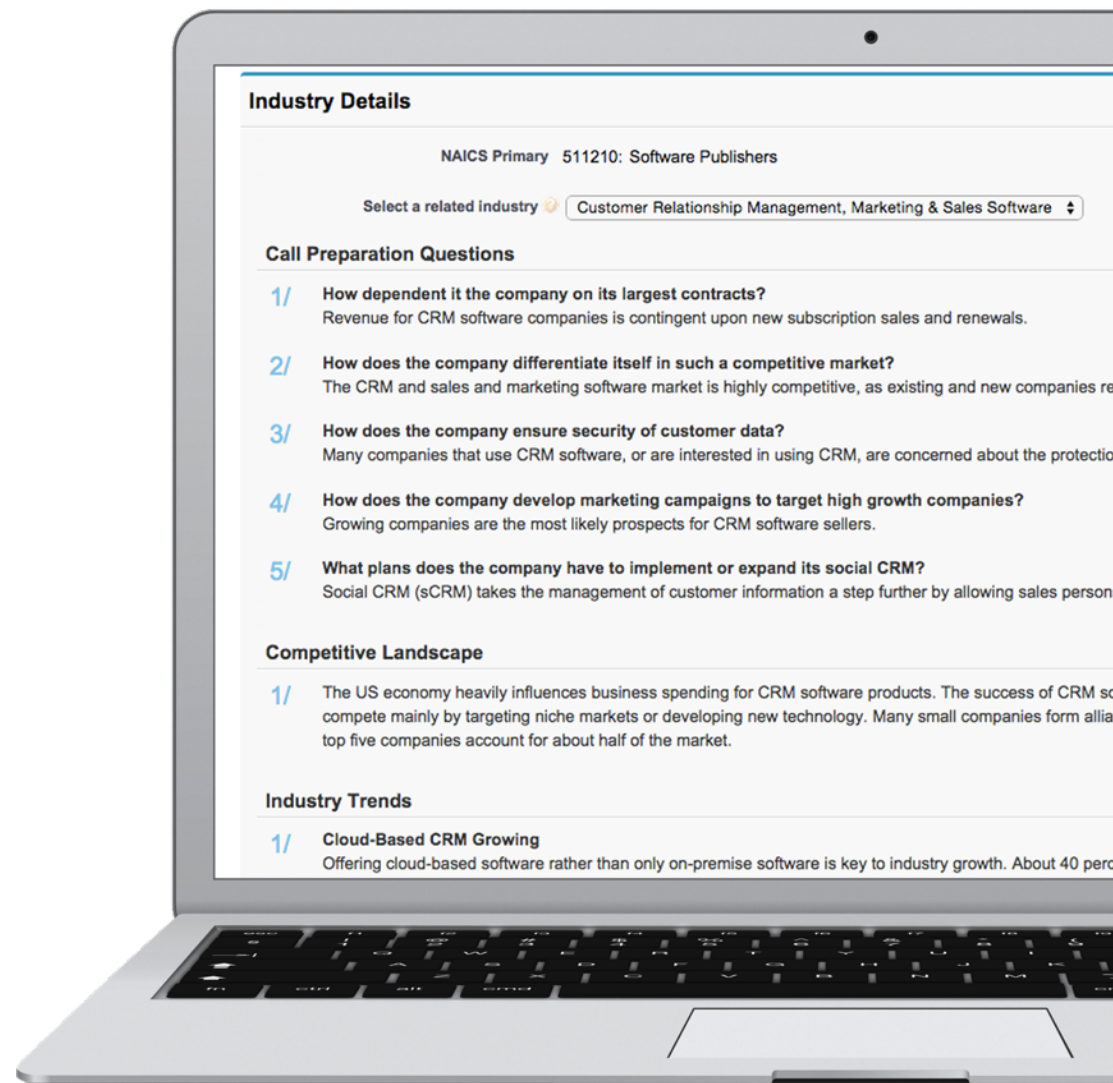 Industry Details
NAICS Primary 511210: Software Publishers
Select a related industry ? Customer Relationship Management, Marketing & Sales Software
Call Preparation Questions
1/ How dependent it the company on its largest contracts?
Revenue for CRM software companies is contingent upon new subscription sales and renewals.
2/ How does the company differentiate itself in such a competitive market?
The CRM and sales and marketing software market is highly competitive, as existing and new companies
3/ How does the company ensure security of customer data?
Many companies that use CRM software, or are interested in using CRM, are concerned about the
4/ How does the company develop marketing campaigns to target high growth companies?
Growing companies are the most likely prospects for CRM software sellers.
5/ What plans does the company have to implement or expand its social CRM?
Social CRM (sCRM) takes the management of customer information a step further by allowing sales
Competitive Landscape
1/ The US economy heavily influences business spending for CRM software products. The success of CRM
compete mainly by targeting niche markets or developing new technology. Many small companies form
top five companies account for about half of the market.
Industry Trends
1/ Cloud-Based CRM Growing
Offering cloud-based software rather than only on-premise software is key to industry growth. About 40
fn ctrl alt cmd